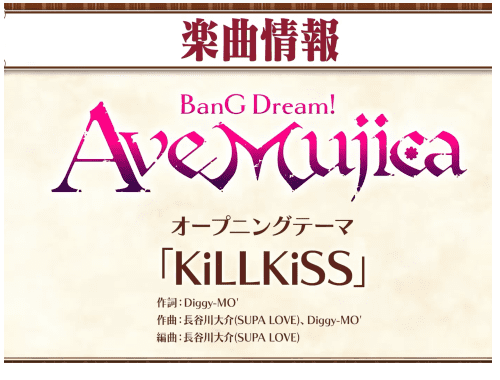 楽曲情報
BanG Dream!
Ave Mujica
オープニングテーマ
「KiLLKiSS」
作詞：Diggy-MO'
作曲：長谷川大介(SUPA LOVE)、Diggy-MO'
編曲：長谷川大介(SUPA LOVE)